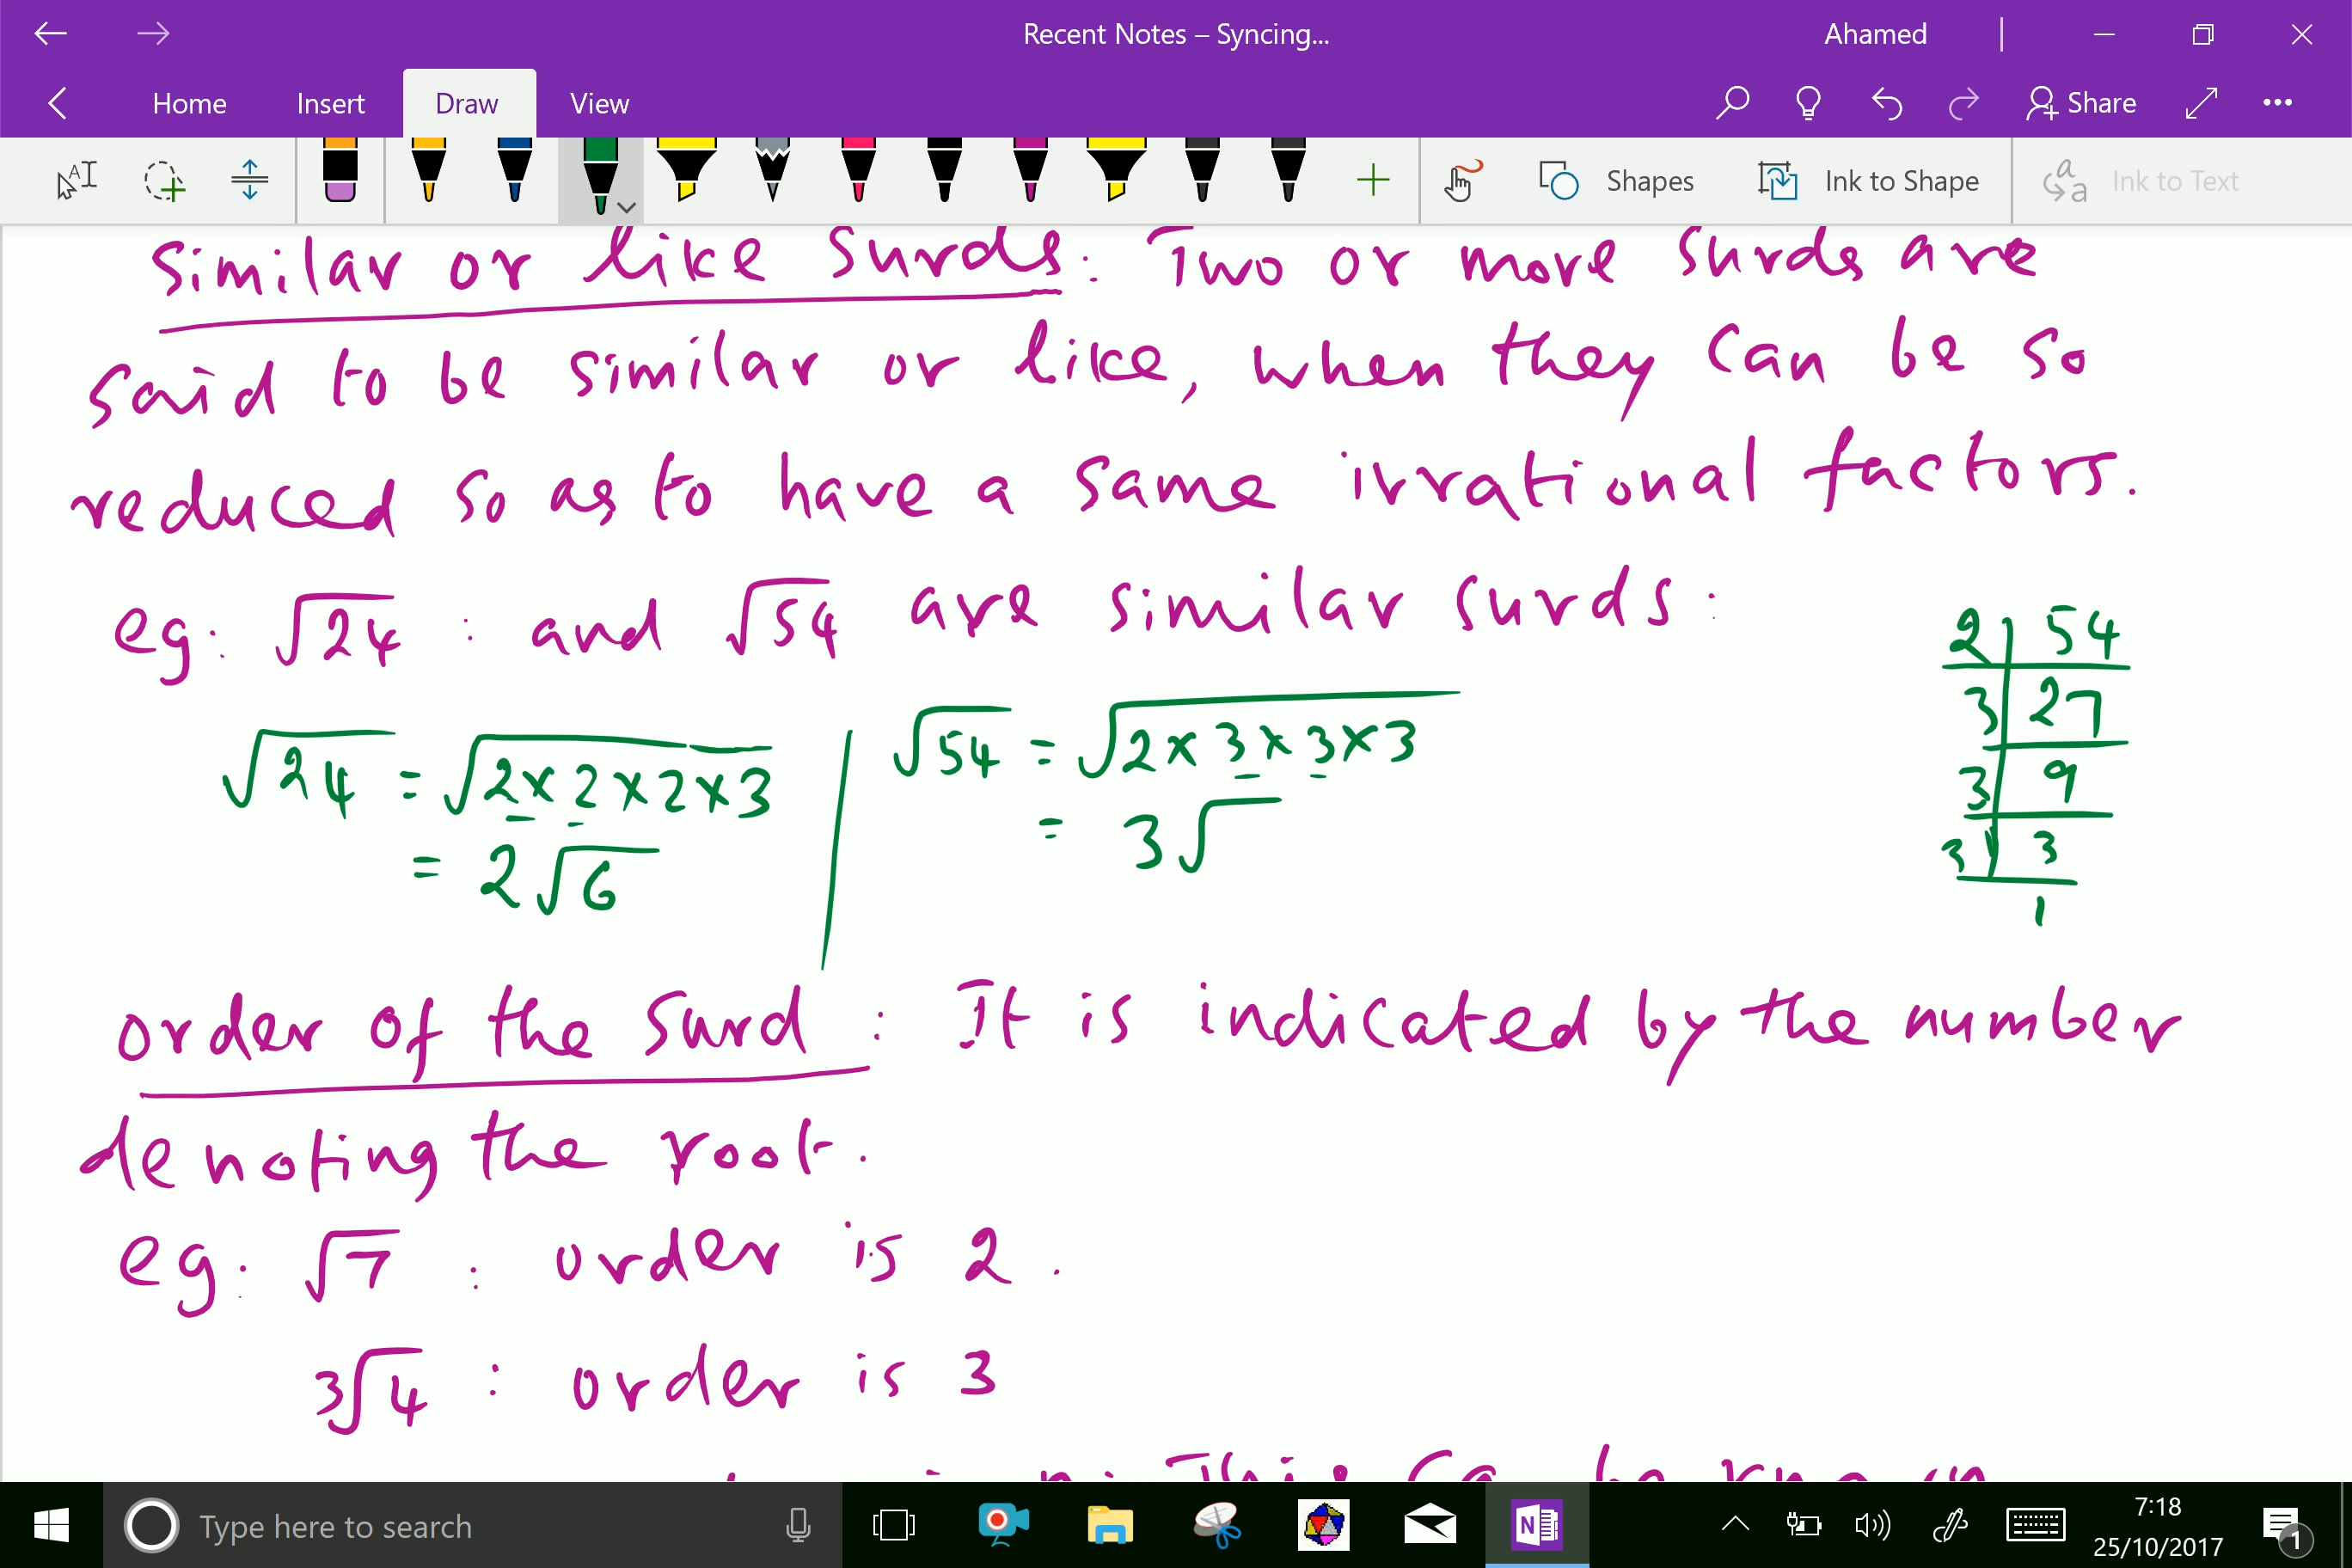 Recent Notes – Syncing...
Ahamed
Home Insert Draw View
Share
Shapes Ink to Shape Ink to Text
Similar or like surds: Two or more surds are
said to be similar or like, when they can be so
reduced so as to have a same irrational factors.
eg: √24 : and √54 are similar surds.
√24 = √2×2×2×3
= 2√6
√54 = √2×3×3×3
= 3√
2 54
3 27
3 9
3 3
1
order of the surd : It is indicated by the number
denoting the root.
eg: √7 : order is 2.
3√4 : order is 3
Type here to search
N
7:18
25/10/2017
1